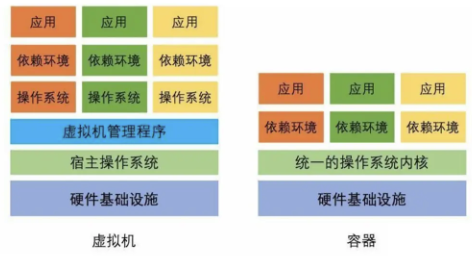 应用 应用 应用
依赖环境 依赖环境 依赖环境
操作系统 操作系统 操作系统
虚拟机管理程序
宿主操作系统
硬件基础设施
虚拟机
应用 应用 应用
依赖环境 依赖环境 依赖环境
统一的操作系统内核
硬件基础设施
容器